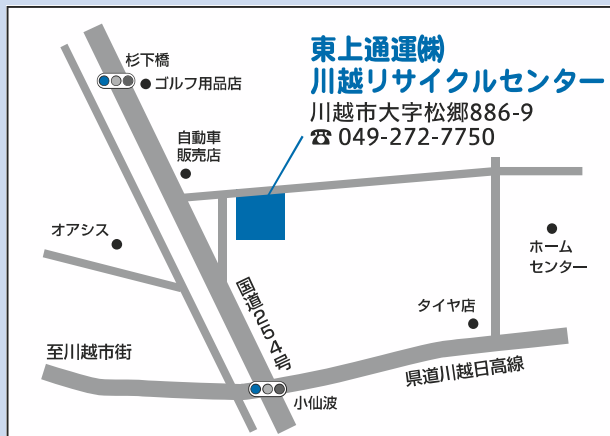 東上通運㈱
川越リサイクルセンター
川越市大字松郷886-9
☎ 049-272-7750
杉下橋
ゴルフ用品店
自動車
販売店
オアシス
ホーム
センター
国道254号
タイヤ店
至川越市街
県道川越日高線
小仙波